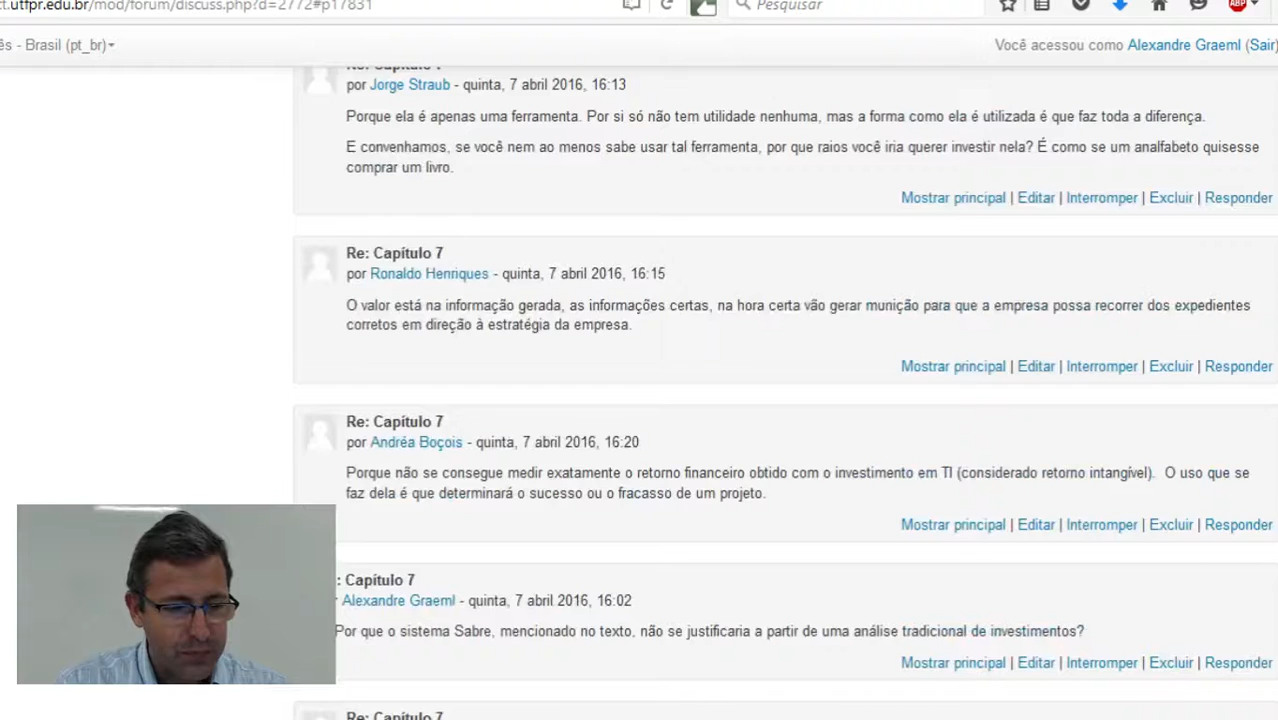 ct.utfpr.edu.br/mod/forum/discuss.php?d=2772#p17831
Pesquisar
ABP
ês - Brasil (pt_br)
Você acessou como Alexandre Graeml (Sair)
Re: Capítulo 7
por Jorge Straub - quinta, 7 abril 2016, 16:13
Porque ela é apenas uma ferramenta. Por si só não tem utilidade nenhuma, mas a forma como ela é utilizada é que faz toda a diferença.
E convenhamos, se você nem ao menos sabe usar tal ferramenta, por que raios você iria querer investir nela? É como se um analfabeto quisesse
comprar um livro.
Mostrar principal | Editar | Interromper | Excluir | Responder
Re: Capítulo 7
por Ronaldo Henriques - quinta, 7 abril 2016, 16:15
O valor está na informação gerada, as informações certas, na hora certa vão gerar munição para que a empresa possa recorrer dos expedientes
corretos em direção à estratégia da empresa.
Mostrar principal | Editar | Interromper | Excluir | Responder
Re: Capítulo 7
por Andréa Boçois - quinta, 7 abril 2016, 16:20
Porque não se consegue medir exatamente o retorno financeiro obtido com o investimento em TI (considerado retorno intangível). O uso que se
faz dela é que determinará o sucesso ou o fracasso de um projeto.
Mostrar principal | Editar | Interromper | Excluir | Responder
: Capítulo 7
Alexandre Graeml - quinta, 7 abril 2016, 16:02
Por que o sistema Sabre, mencionado no texto, não se justificaria a partir de uma análise tradicional de investimentos?
Mostrar principal | Editar | Interromper | Excluir | Responder
Re: Capítulo 7